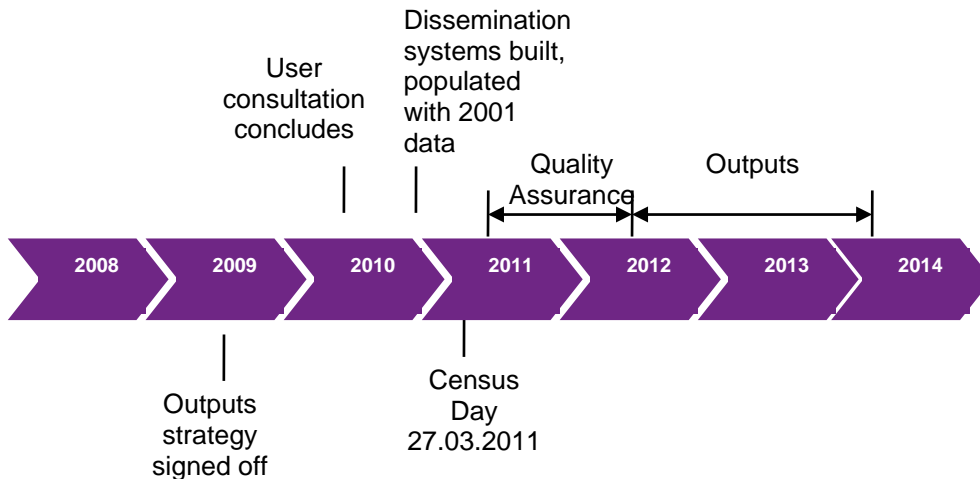 Dissemination
systems built,
populated
with 2001
data
User
consultation
concludes
Quality
Assurance
Outputs
2008
2009
2010
2011
2012
2013
2014
Outputs
strategy
signed off
Census
Day
27.03.2011